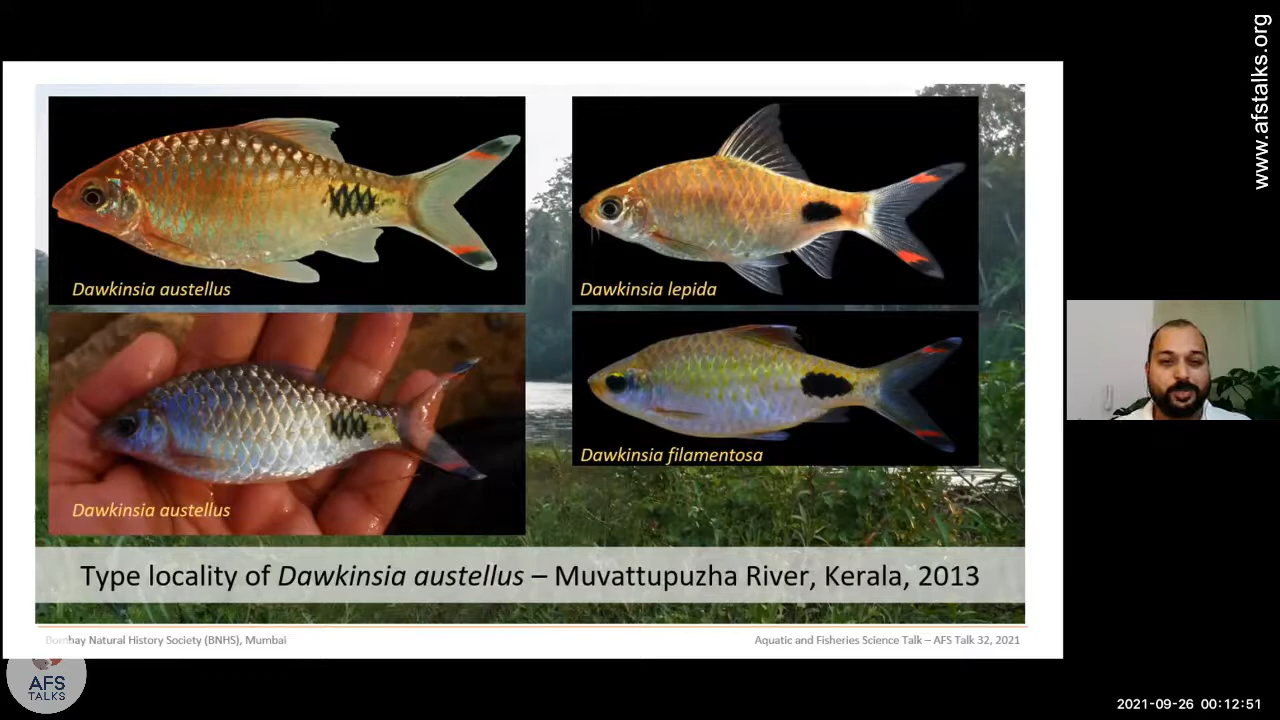 www.afstalks.org
Dawkinsia austellus
Dawkinsia lepida
Dawkinsia austellus
Dawkinsia filamentosa
Type locality of Dawkinsia austellus – Muvattupuzha River, Kerala, 2013
Bombay Natural History Society (BNHS), Mumbai
Aquatic and Fisheries Science Talk – AFS Talk 32, 2021
AFS
TALKS
2021-09-26 00:12:51